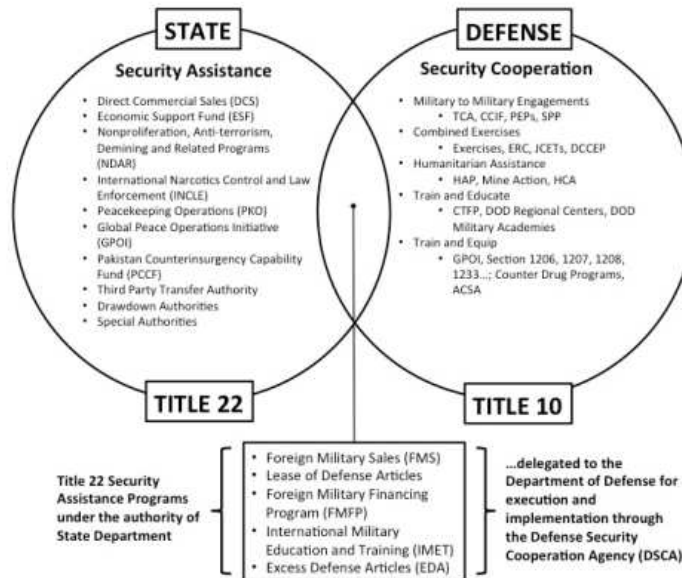 STATE
Security Assistance
• Direct Commercial Sales (DCS)
• Economic Support Fund (ESF)
• Nonproliferation, Anti-terrorism,
Demining and Related Programs
(NDAR)
• International Narcotics Control and Law
Enforcement (INCLE)
• Peacekeeping Operations (PKO)
• Global Peace Operations Initiative
(GPOI)
• Pakistan Counterinsurgency Capability
Fund (PCCF)
• Third Party Transfer Authority
• Drawdown Authorities
• Special Authorities
TITLE 22
DEFENSE
Security Cooperation
• Military to Military Engagements
• TCA, CCIF, PEPs, SPP
• Combined Exercises
• Exercises, ERC, JCETs, DCCEP
• Humanitarian Assistance
• HAP, Mine Action, HCA
• Train and Educate
• CTFP, DOD Regional Centers, DOD
Military Academies
• Train and Equip
• GPOI, Section 1206, 1207, 1208,
1233...; Counter Drug Programs,
ACSA
TITLE 10
Title 22 Security
Assistance Programs
under the authority of
State Department
• Foreign Military Sales (FMS)
• Lease of Defense Articles
• Foreign Military Financing
Program (FMFP)
• International Military
Education and Training (IMET)
• Excess Defense Articles (EDA)
...delegated to the
Department of Defense for
execution and
implementation through
the Defense Security
Cooperation Agency (DSCA)